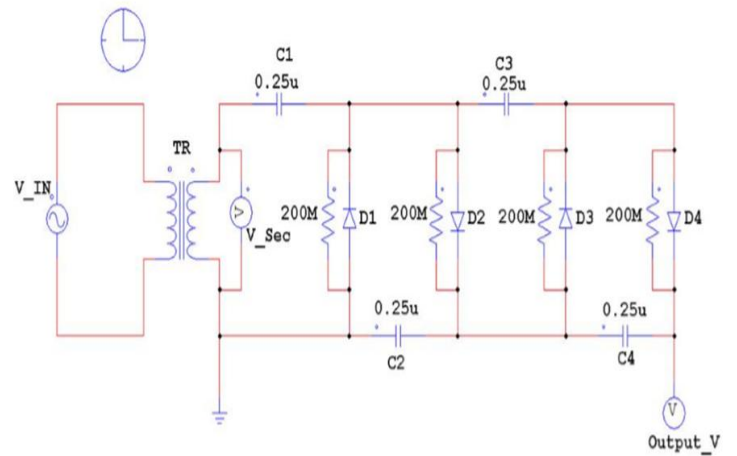 C1
0.25u
C3
0.25u
TR
V_IN
V
V_Sec
200M
D1
200M
D2
200M
D3
200M
D4
0.25u
C2
0.25u
C4
V
Output_V